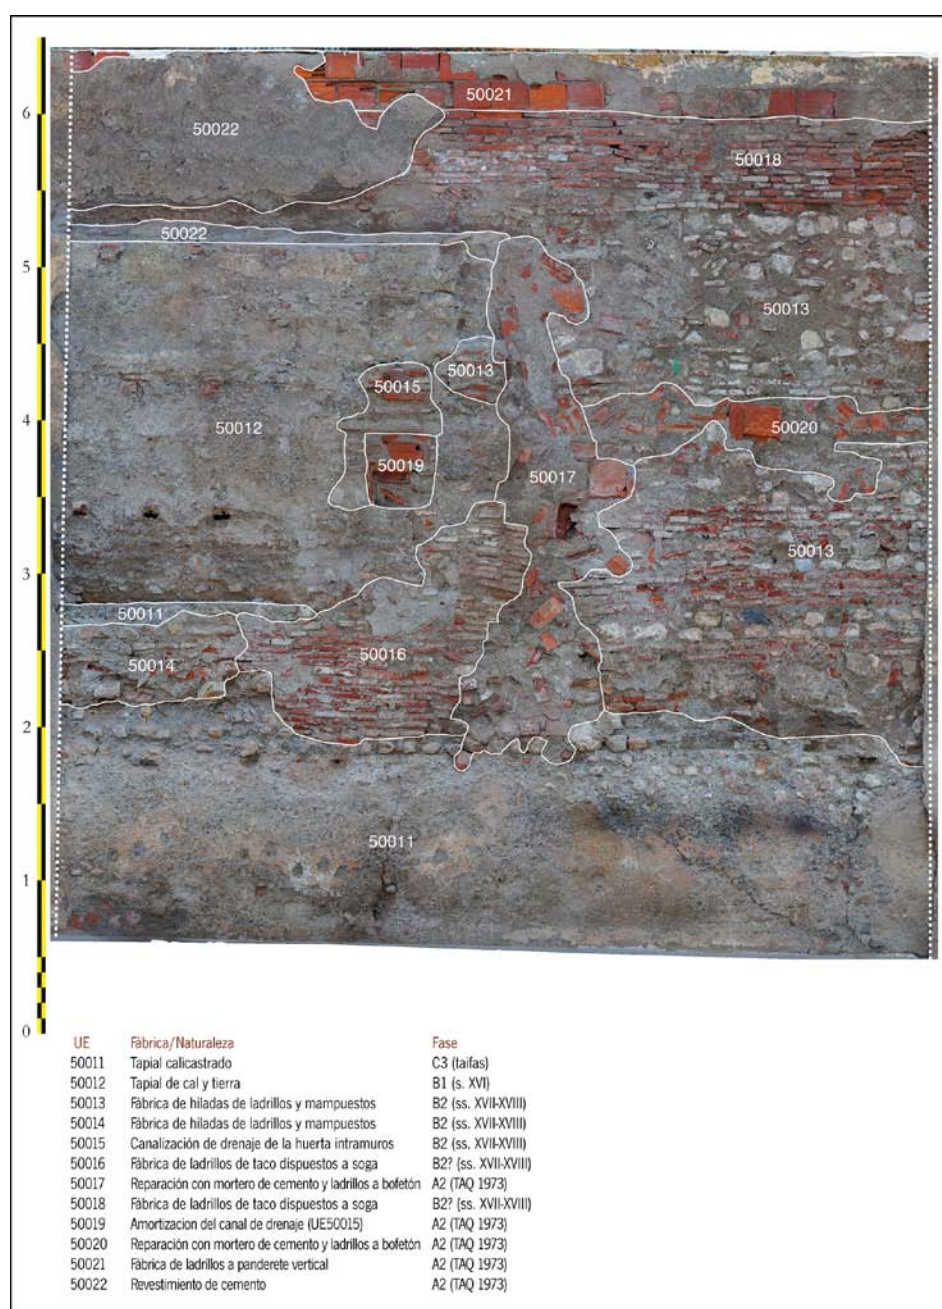 6
5
4
3
2
1
0
50021
50022
50018
50022
50013
50013
50015
50012
50020
50019
50017
50013
50011
50016
50014
50011
UE Fàbrica/Naturaleza Fase
50011 Tapial calicastrado C3 (taifas)
50012 Tapial de cal y tierra B1 (s. XVI)
50013 Fàbrica de hiladas de ladrillos y mampuestos B2 (ss. XVII-XVIII)
50014 Fàbrica de hiladas de ladrillos y mampuestos B2 (ss. XVII-XVIII)
50015 Canalización de drenaje de la huerta intramuros B2 (ss. XVII-XVIII)
50016 Fàbrica de ladrillos de taco dispuestos a soga B2? (ss. XVII-XVIII)
50017 Reparación con mortero de cemento y ladrillos a bofetón A2 (TAQ 1973)
50018 Fàbrica de ladrillos de taco dispuestos a soga B2? (ss. XVII-XVIII)
50019 Amortizacion del canal de drenaje (UE50015) A2 (TAQ 1973)
50020 Reparación con mortero de cemento y ladrillos a bofetón A2 (TAQ 1973)
50021 Fàbrica de ladrillos a panderete vertical A2 (TAQ 1973)
50022 Revestimiento de cemento A2 (TAQ 1973)